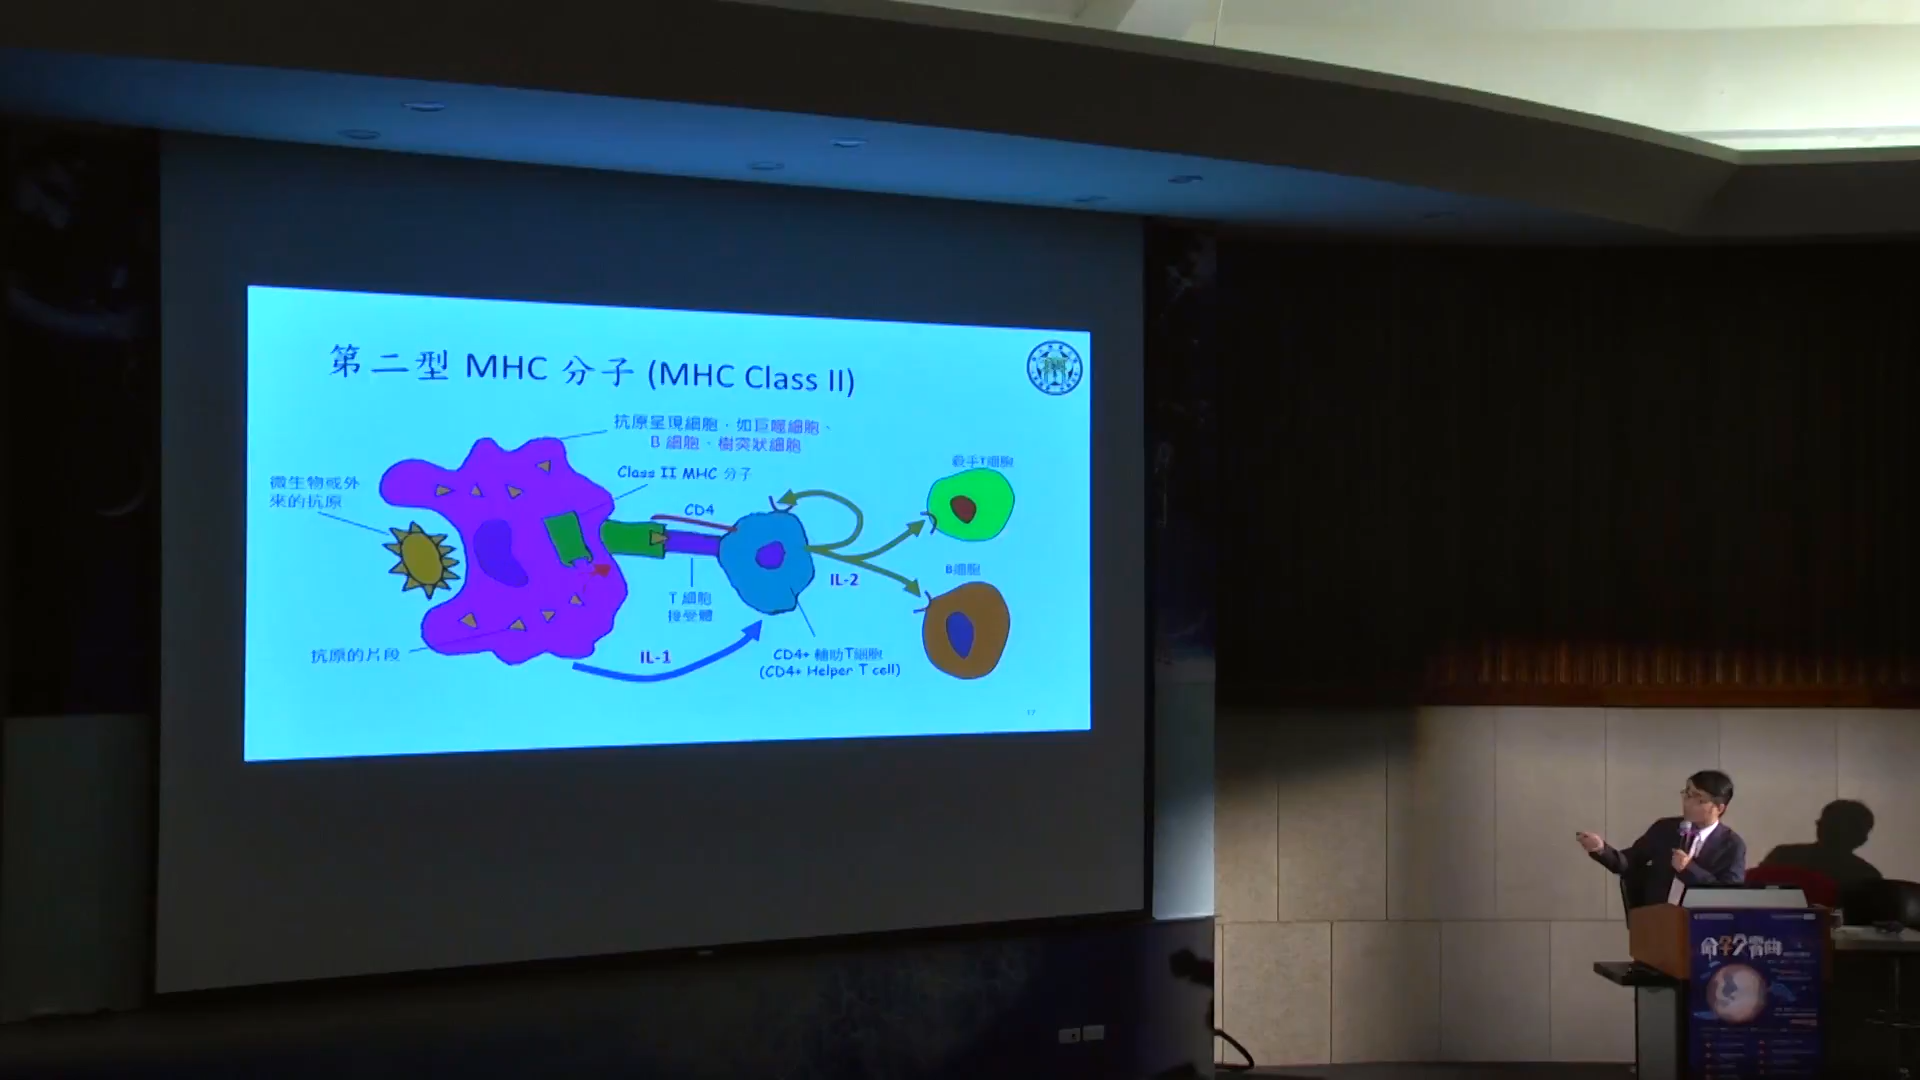 第二型 MHC 分子 (MHC Class II)
抗原呈現細胞，如巨噬細胞、
B 細胞、樹突狀細胞
Class II MHC 分子
微生物或外
來的抗原
CD4
殺手T細胞
IL-2
B細胞
T 細胞
接受體
抗原的片段
IL-1
CD4+ 輔助T細胞
(CD4+ Helper T cell)
17